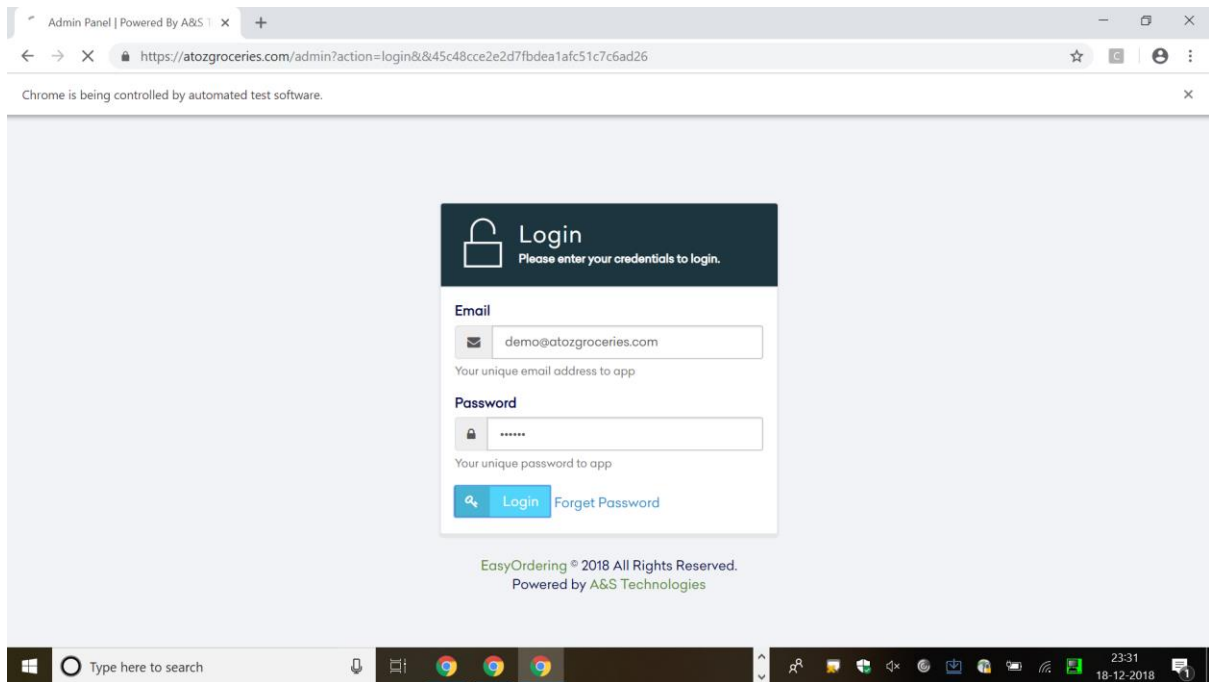 Admin Panel | Powered By A&S
https://atozgroceries.com/admin?action=login&&45c48cce2e2d7fbdea1afc51c7c6ad26
Chrome is being controlled by automated test software.
Login
Please enter your credentials to login.
Email
demo@atozgroceries.com
Your unique email address to app
Password
••••••
Your unique password to app
Login Forget Password
EasyOrdering © 2018 All Rights Reserved.
Powered by A&S Technologies
Type here to search
23:31
18-12-2018